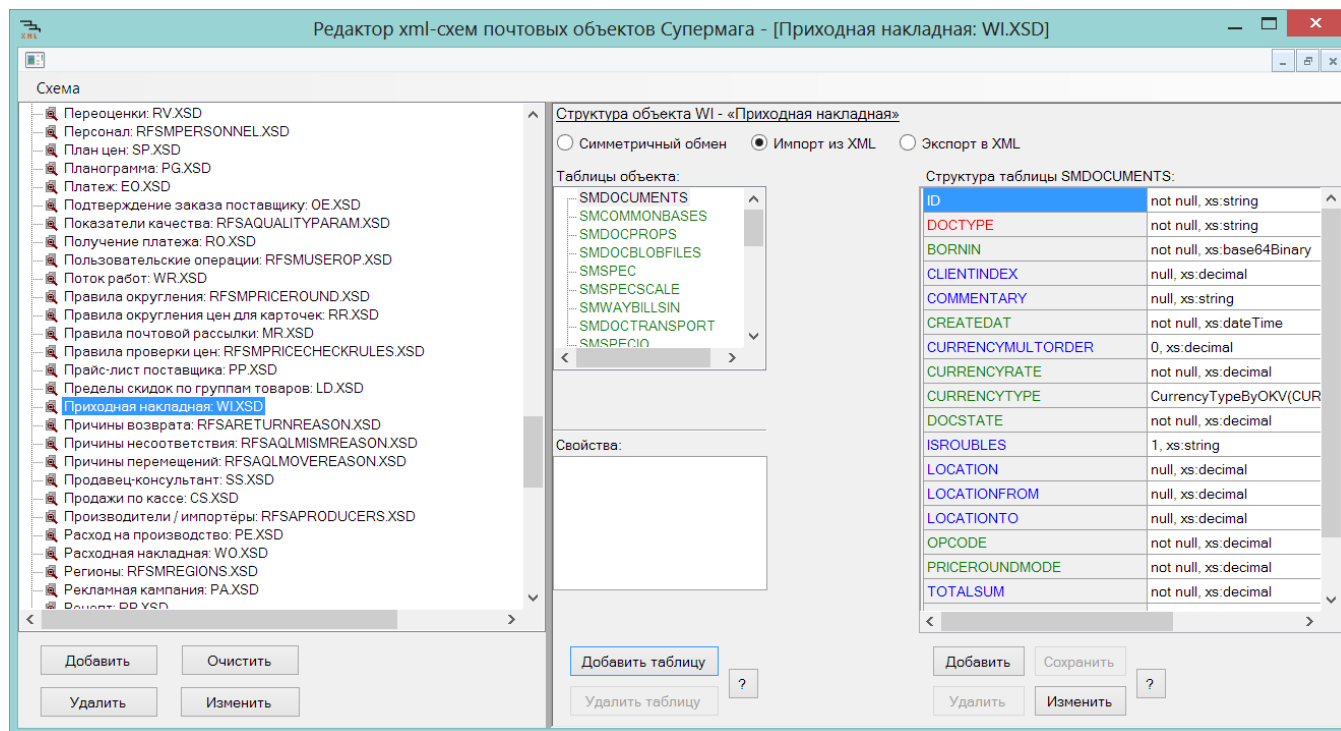 XML
Редактор xml-схем почтовых объектов Супермага - [Приходная накладная: WI.XSD]
Схема
Переоценки: RV.XSD
Персонал: RFSMPERSONNEL.XSD
План цен: SP.XSD
Планограмма: PG.XSD
Платеж: EO.XSD
Подтверждение заказа поставщику: OE.XSD
Показатели качества: RFSAQUALITYPARAM.XSD
Получение платежа: RO.XSD
Пользовательские операции: RFSMUSEROP.XSD
Поток работ: WR.XSD
Правила округления: RFSMPRICEROUND.XSD
Правила округления цен для карточек: RR.XSD
Правила почтовой рассылки: MR.XSD
Правила проверки цен: RFSMPRICECHECKRULES.XSD
Прайс-лист поставщика: PP.XSD
Пределы скидок по группам товаров: LD.XSD
Приходная накладная: WI.XSD
Причины возврата: RFSARETURNREASON.XSD
Причины несоответствия: RFSAQLMISMREASON.XSD
Причины перемещений: RFSAQLMOVEREASON.XSD
Продавец-консультант: SS.XSD
Продажи по кассе: CS.XSD
Производители / импортёры: RFSAPRODUCERS.XSD
Расход на производство: PE.XSD
Расходная накладная: WO.XSD
Регионы: RFSMREGIONS.XSD
Рекламная кампания: PA.XSD
Рецепт: RP.XSD
Добавить
Очистить
Удалить
Изменить
Структура объекта WI - «Приходная накладная»
Симметричный обмен
Импорт из XML
Экспорт в XML
Таблицы объекта:
SMDOCUMENTS
SMCOMMONBASES
SMDOCPROPS
SMDOCBLOBFILES
SMSPEC
SMSPECSCALE
SMWAYBILLSIN
SMDOCTRANSPORT
SMSPECIO
Свойства:
Добавить таблицу
?
Удалить таблицу
Структура таблицы SMDOCUMENTS:
ID not null, xs:string
DOCTYPE not null, xs:string
BORNIN not null, xs:base64Binary
CLIENTINDEX null, xs:decimal
COMMENTARY null, xs:string
CREATEDAT not null, xs:dateTime
CURRENCYMULTORDER 0, xs:decimal
CURRENCYRATE not null, xs:decimal
CURRENCYTYPE CurrencyTypeByOKV(CUR
DOCSTATE not null, xs:decimal
ISROUBLES 1, xs:string
LOCATION null, xs:decimal
LOCATIONFROM null, xs:decimal
LOCATIONTO null, xs:decimal
OPCODE not null, xs:decimal
PRICEROUNDMODE not null, xs:decimal
TOTALSUM not null, xs:decimal
Добавить
Сохранить
?
Удалить
Изменить